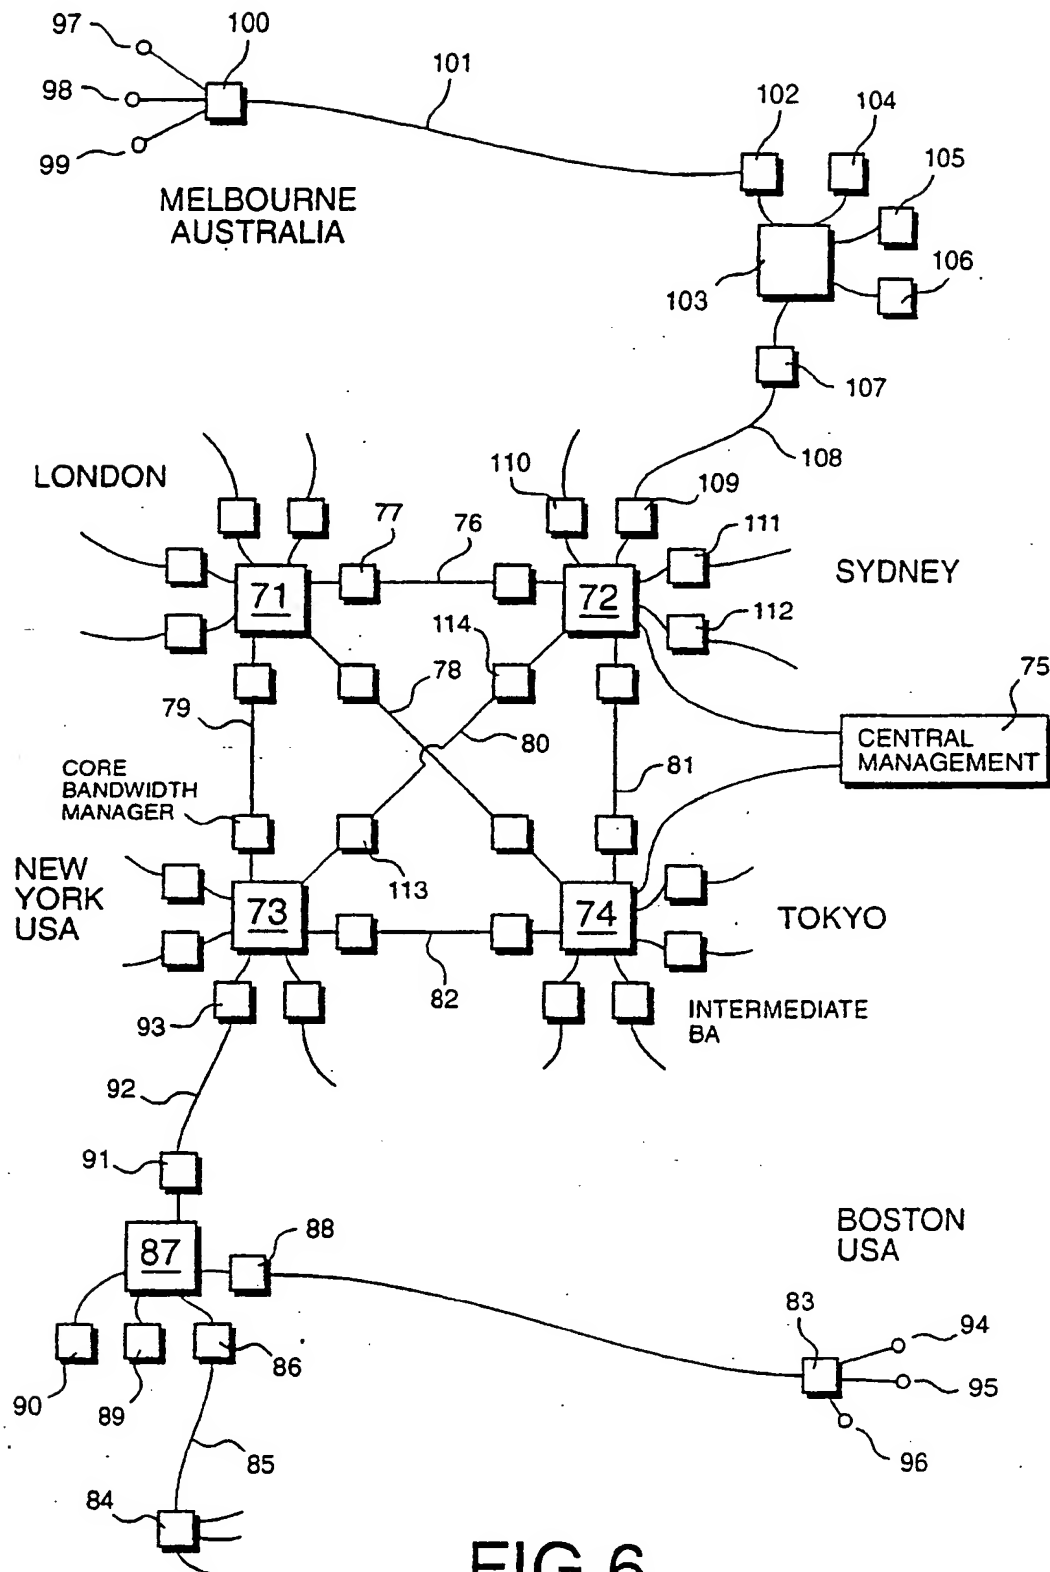 97
100
98
101
99
102
104
105
MELBOURNE
AUSTRALIA
103
106
107
108
LONDON
110
109
77
76
111
SYDNEY
71
72
112
114
78
75
79
80
CENTRAL
MANAGEMENT
81
CORE
BANDWIDTH
MANAGER
NEW
YORK
USA
113
73
74
TOKYO
82
93
INTERMEDIATE
BA
92
91
88
BOSTON
USA
87
83
94
86
95
90
89
85
96
84
FIG.6